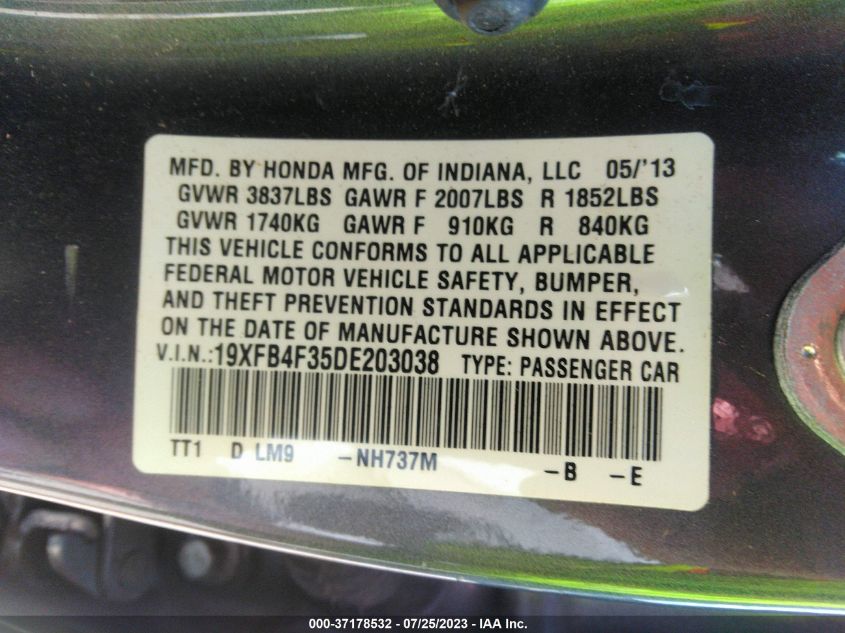 MFD. BY HONDA MFG. OF INDIANA, LLC 05/'13
GVWR 3837LBS GAWR F 2007LBS R 1852LBS
GVWR 1740KG GAWR F 910KG R 840KG
THIS VEHICLE CONFORMS TO ALL APPLICABLE
FEDERAL MOTOR VEHICLE SAFETY, BUMPER,
AND THEFT PREVENTION STANDARDS IN EFFECT
ON THE DATE OF MANUFACTURE SHOWN ABOVE.
V.I.N.:19XFB4F35DE203038 TYPE: PASSENGER CAR
TT1 D LM9 -NH737M -B -E
000-37178532 - 07/25/2023 - © IAA Inc.